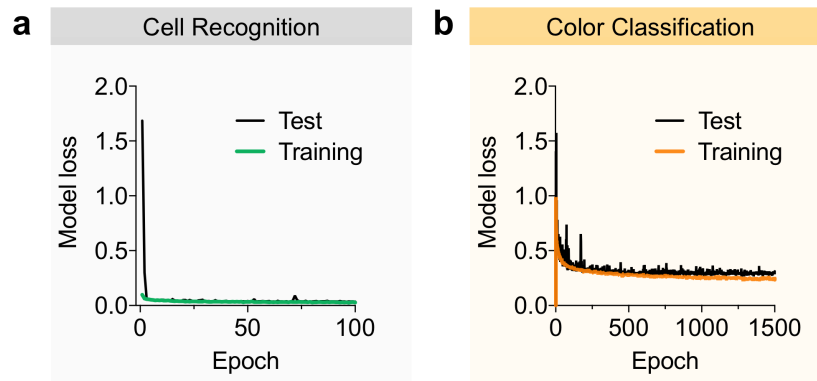 a
Cell Recognition
2.0
1.5
1.0
0.5
0.0
Model loss
Test
Training
0
50
100
Epoch
b
Color Classification
2.0
1.5
1.0
0.5
0.0
Model loss
Test
Training
0
500
1000
1500
Epoch